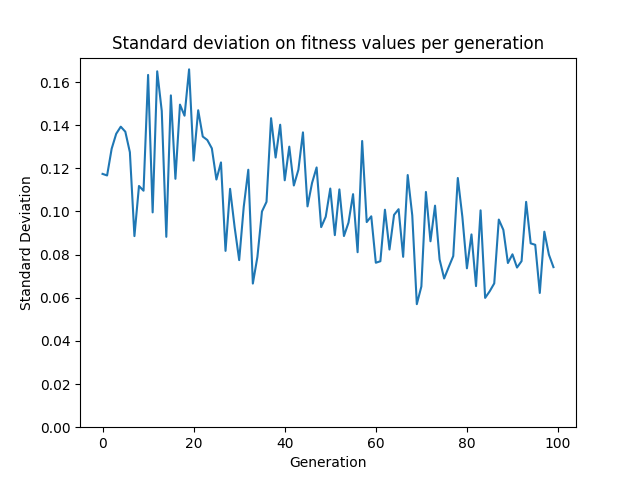 Standard deviation on fitness values per generation
Standard Deviation
0.16
0.14
0.12
0.10
0.08
0.06
0.04
0.02
0.00
0 20 40 60 80 100
Generation